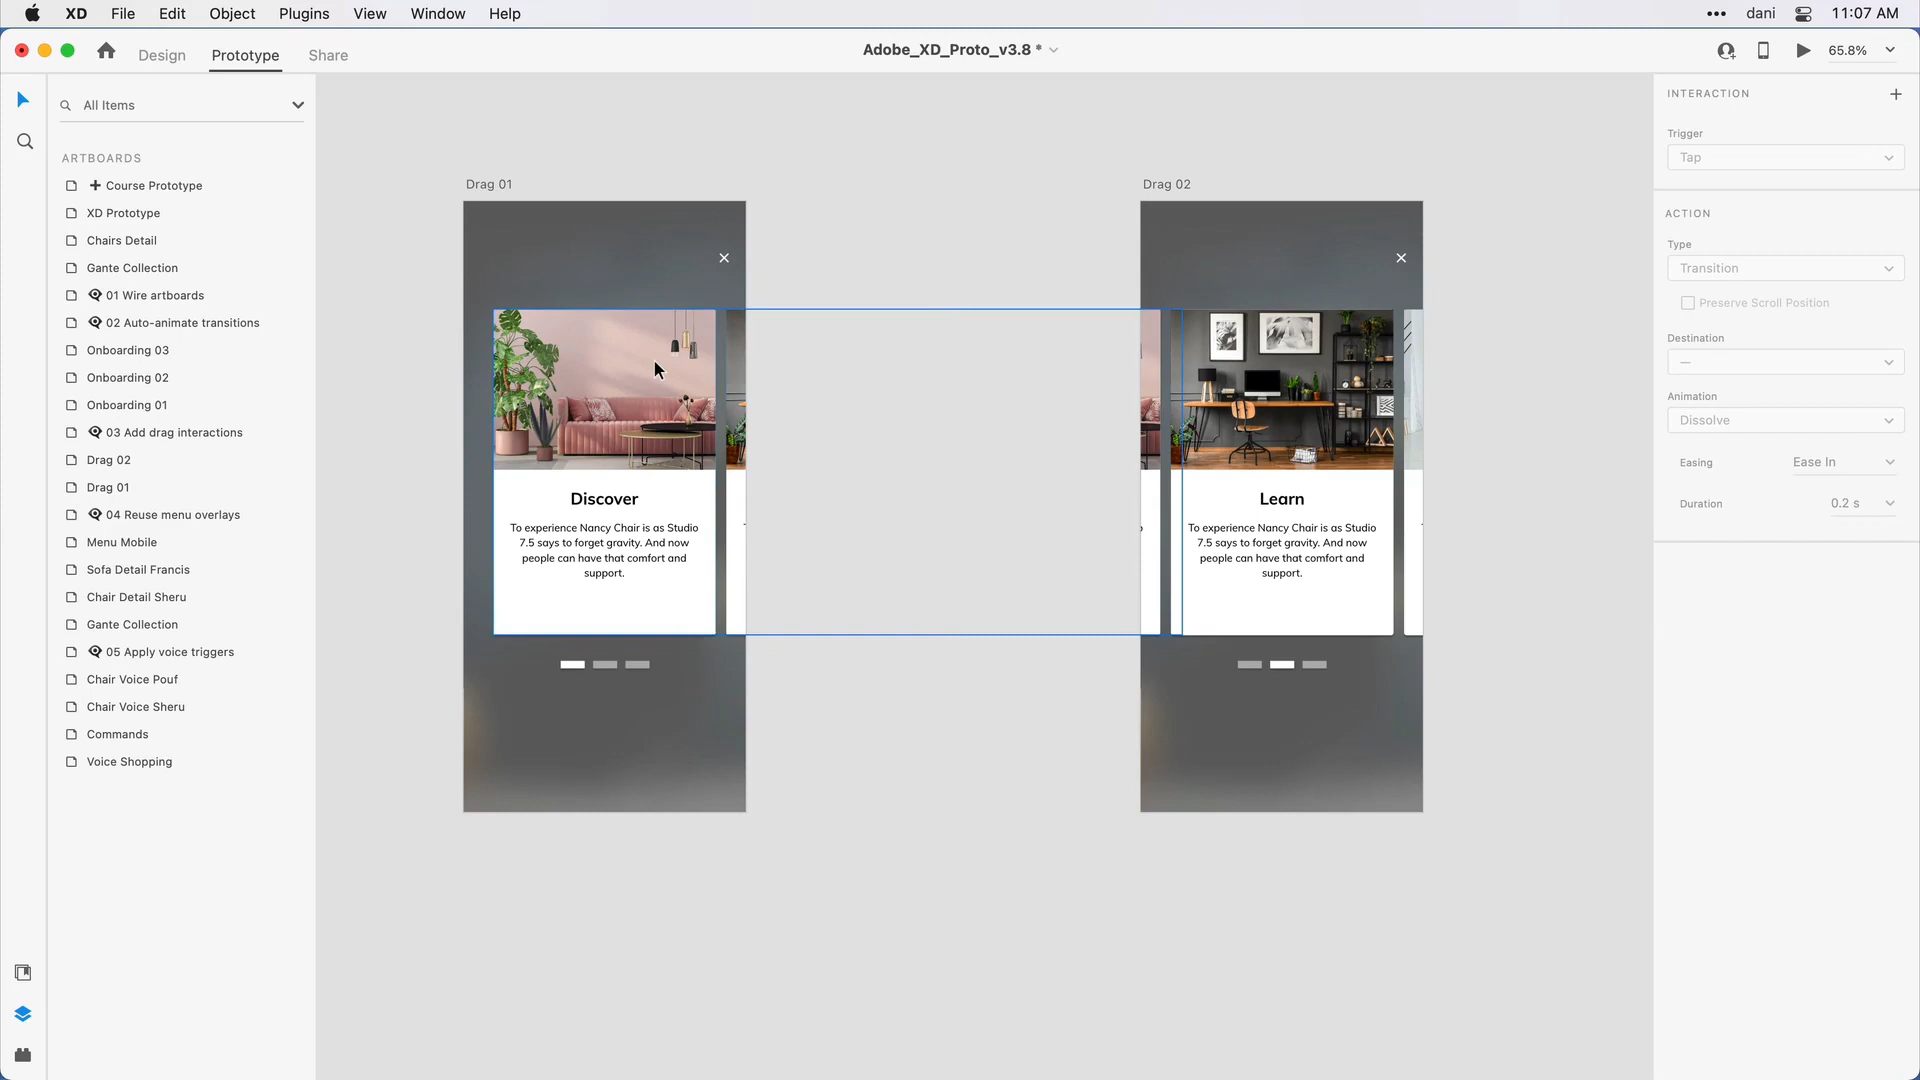 XD File Edit Object Plugins View Window Help
dani 11:07 AM
Design Prototype Share
Adobe_XD_Proto_v3.8 *
65.8%
All Items
ARTBOARDS
Course Prototype
XD Prototype
Chairs Detail
Gante Collection
01 Wire artboards
02 Auto-animate transitions
Onboarding 03
Onboarding 02
Onboarding 01
03 Add drag interactions
Drag 02
Drag 01
04 Reuse menu overlays
Menu Mobile
Sofa Detail Francis
Chair Detail Sheru
Gante Collection
05 Apply voice triggers
Chair Voice Pouf
Chair Voice Sheru
Commands
Voice Shopping
Drag 01
Discover
To experience Nancy Chair is as Studio
7.5 says to forget gravity. And now
people can have that comfort and
support.
Drag 02
Learn
To experience Nancy Chair is as Studio
7.5 says to forget gravity. And now
people can have that comfort and
support.
INTERACTION
Trigger
Tap
ACTION
Type
Transition
Preserve Scroll Position
Destination
—
Animation
Dissolve
Easing Ease In
Duration 0.2 s